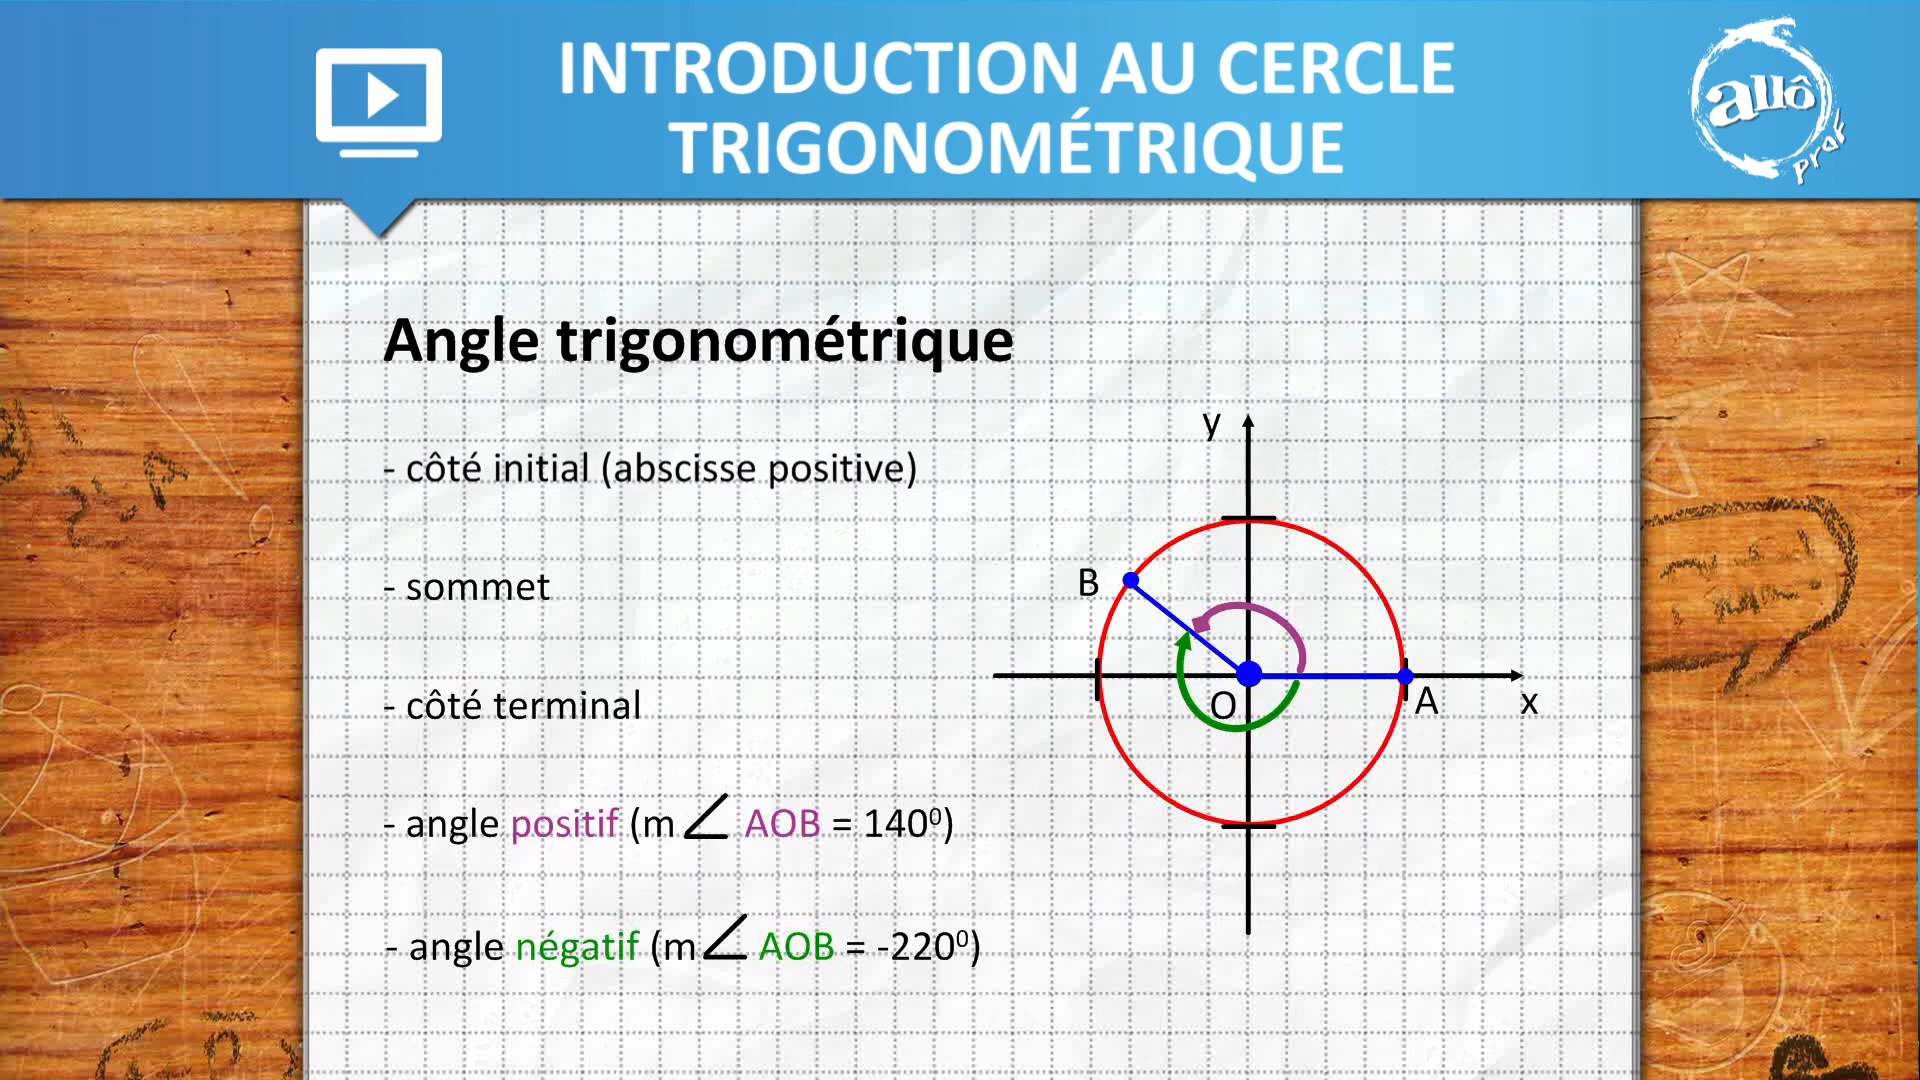 INTRODUCTION AU CERCLE
TRIGONOMÉTRIQUE
allô
prof
Angle trigonométrique
- côté initial (abscisse positive)
- sommet
- côté terminal
- angle positif (m∠ AOB = 140⁰)
- angle négatif (m∠ AOB = -220⁰)
y
B
O
A
x